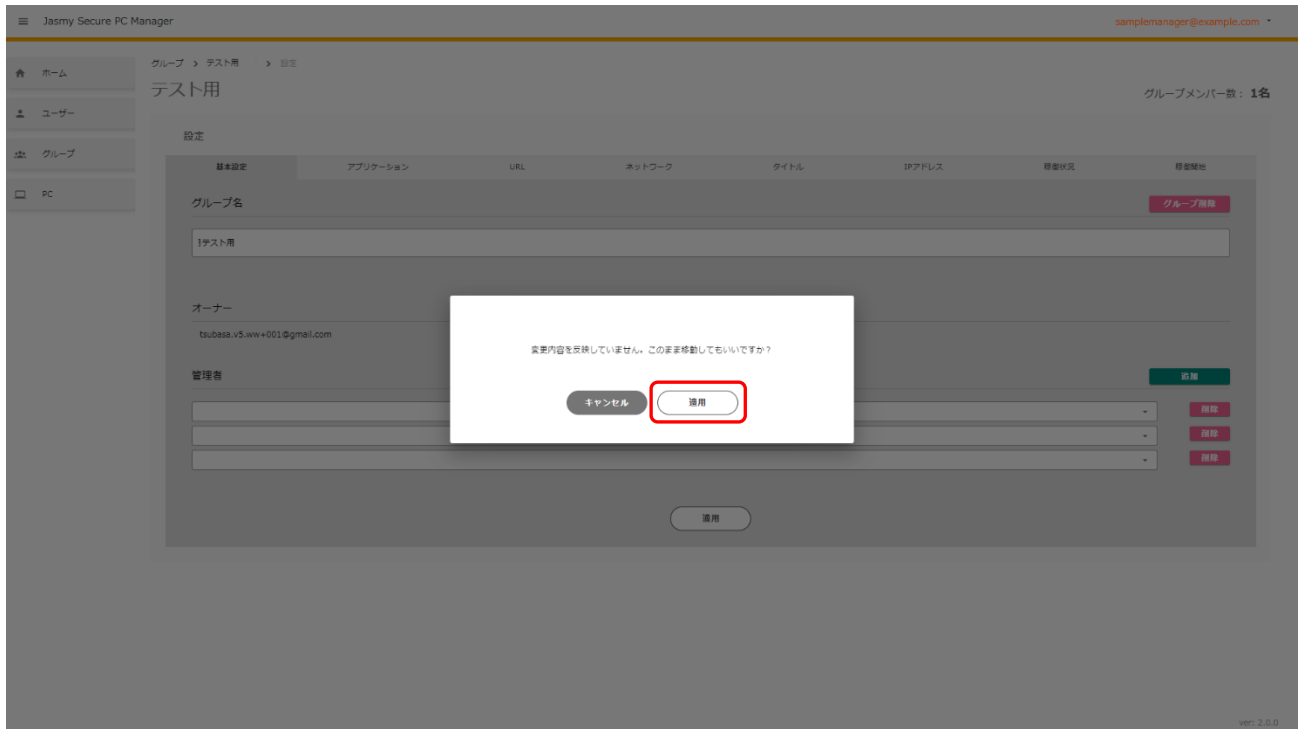 Jasmy Secure PC Manager
samplemanager@example.com
ホーム
ユーザー
グループ
PC
グループ > テスト用 > 設定
テスト用
グループメンバー数: 1名
設定
基本設定 アプリケーション URL ネットワーク タイトル IPアドレス 稼働状況 稼働開始
グループ名
グループ削除
テスト用
オーナー
tsubasa.v5.ww+001@gmail.com
変更内容を反映していません。このまま移動してもいいですか?
キャンセル 適用
管理者
追加
削除
削除
削除
適用
ver: 2.0.0